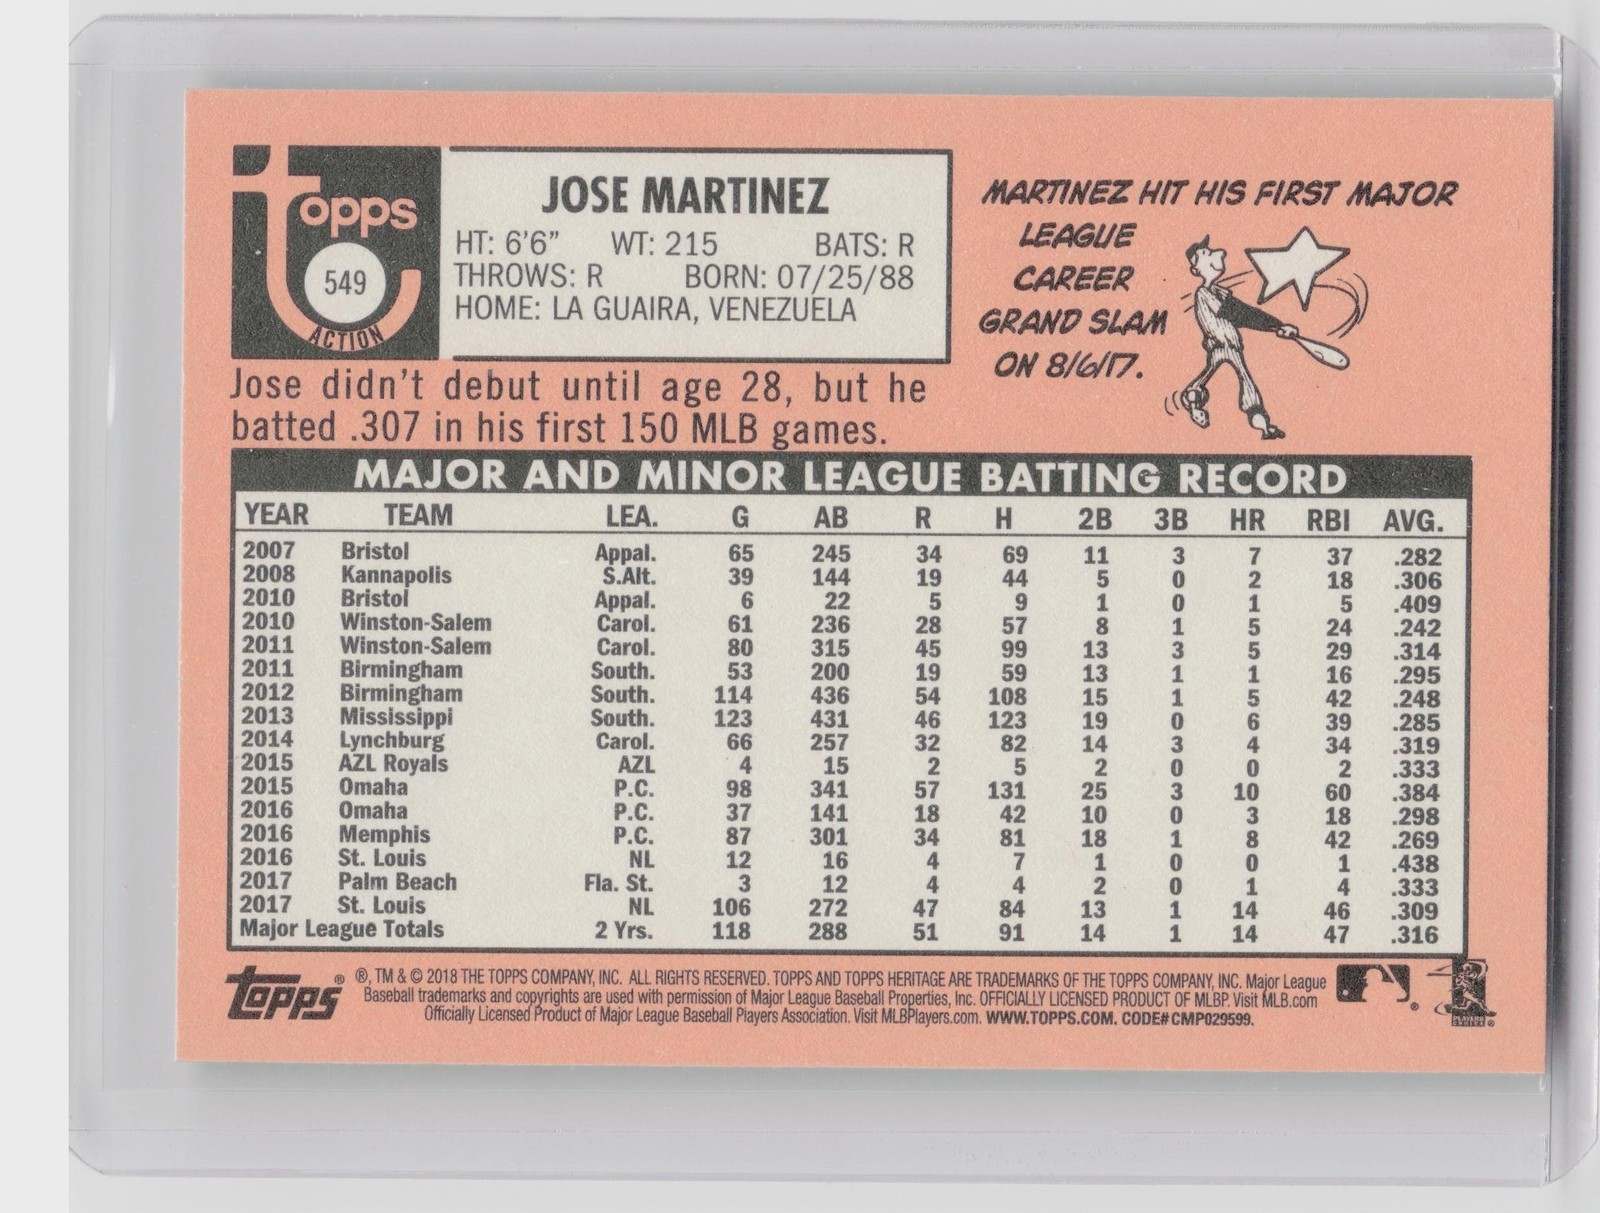 topps
549
ACTION
JOSE MARTINEZ
HT: 6'6" WT: 215 BATS: R
THROWS: R BORN: 07/25/88
HOME: LA GUAIRA, VENEZUELA
MARTINEZ HIT HIS FIRST MAJOR
LEAGUE
CAREER
GRAND SLAM
ON 8/6/17.
Jose didn't debut until age 28, but he
batted .307 in his first 150 MLB games.
MAJOR AND MINOR LEAGUE BATTING RECORD
YEAR TEAM LEA. G AB R H 2B 3B HR RBI AVG.
2007 Bristol Appal. 65 245 34 69 11 3 7 37 .282
2008 Kannapolis S.Alt. 39 144 19 44 5 0 2 18 .306
2010 Bristol Appal. 6 22 5 9 1 0 1 5 .409
2010 Winston-Salem Carol. 61 236 28 57 8 1 5 24 .242
2011 Winston-Salem Carol. 80 315 45 99 13 3 5 29 .314
2011 Birmingham South. 53 200 19 59 13 1 1 16 .295
2012 Birmingham South. 114 436 54 108 15 1 5 42 .248
2013 Mississippi South. 123 431 46 123 19 0 6 39 .285
2014 Lynchburg Carol. 66 257 32 82 14 3 4 34 .319
2015 AZL Royals AZL 4 15 2 5 2 0 0 2 .333
2015 Omaha P.C. 98 341 57 131 25 3 10 60 .384
2016 Omaha P.C. 37 141 18 42 10 0 3 18 .298
2016 Memphis P.C. 87 301 34 81 18 1 8 42 .269
2016 St. Louis NL 12 16 4 7 1 0 0 1 .438
2017 Palm Beach Fla. St. 3 12 4 4 2 0 1 4 .333
2017 St. Louis NL 106 272 47 84 13 1 14 46 .309
Major League Totals 2 Yrs. 118 288 51 91 14 1 14 47 .316
topps ® ®, TM & © 2018 THE TOPPS COMPANY, INC. ALL RIGHTS RESERVED. TOPPS AND TOPPS HERITAGE ARE TRADEMARKS OF THE TOPPS COMPANY, INC. Major League
Baseball trademarks and copyrights are used with permission of Major League Baseball Properties, Inc. OFFICIALLY LICENSED PRODUCT OF MLBP. Visit MLB.com
Officially Licensed Product of Major League Baseball Players Association. Visit MLBPlayers.com. WWW.TOPPS.COM. CODE#CMP029599.
PLAYERS
CHOICE